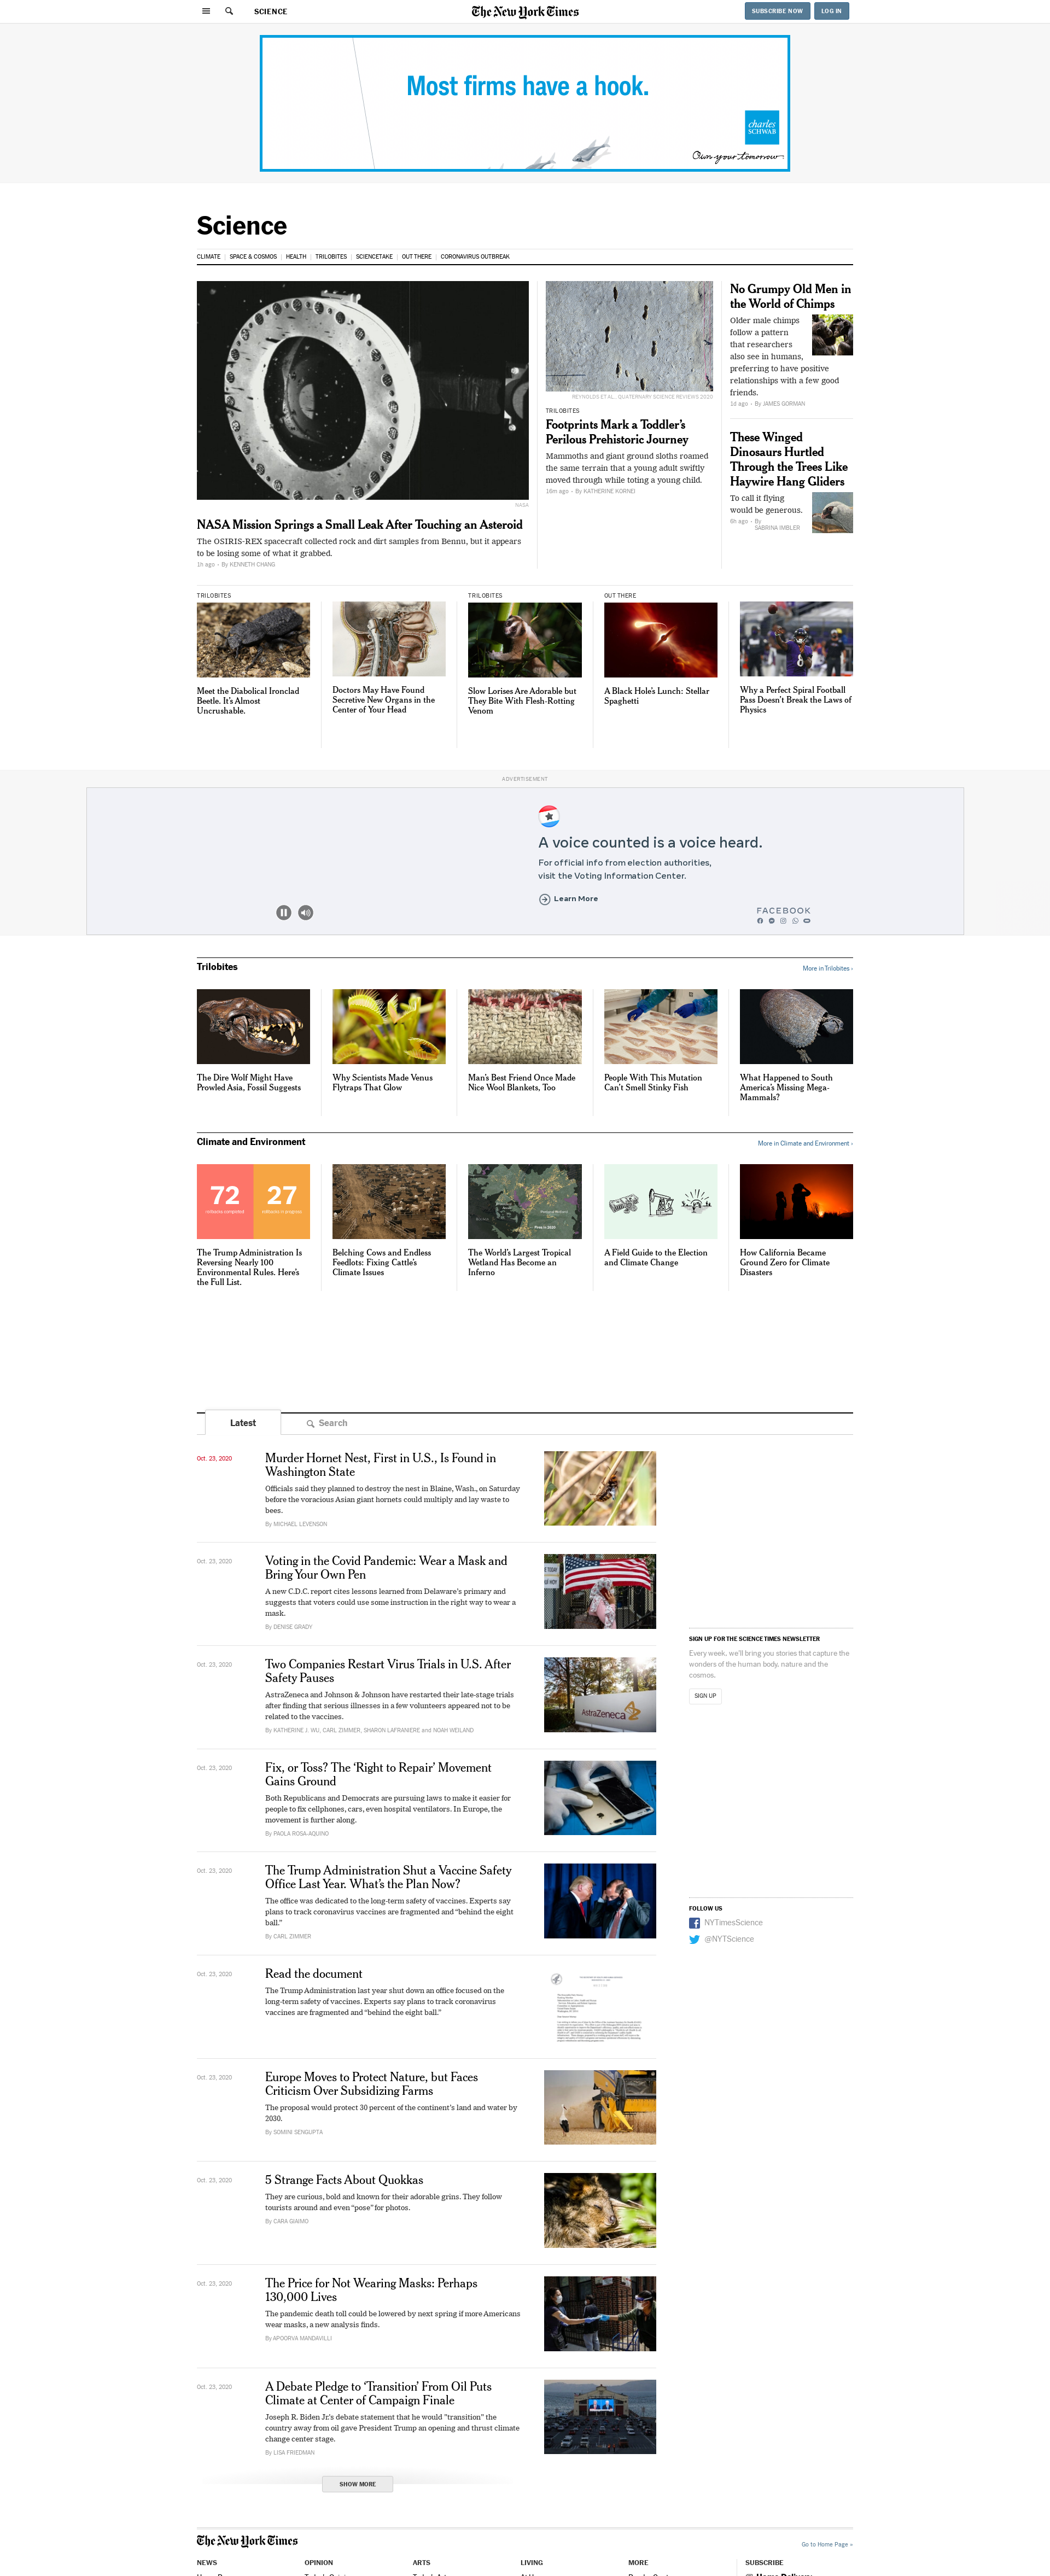 SCIENCE
The New York Times
SUBSCRIBE NOW
LOG IN
Most firms have a hook.
charles
SCHWAB
Own your tomorrow
Science
CLIMATE
SPACE & COSMOS
HEALTH
TRILOBITES
SCIENCETAKE
OUT THERE
CORONAVIRUS OUTBREAK
NASA
NASA Mission Springs a Small Leak After Touching an Asteroid
The OSIRIS-REX spacecraft collected rock and dirt samples from Bennu, but it appears
to be losing some of what it grabbed.
1h ago • By KENNETH CHANG
REYNOLDS ET AL., QUATERNARY SCIENCE REVIEWS 2020
TRILOBITES
Footprints Mark a Toddler's
Perilous Prehistoric Journey
Mammoths and giant ground sloths roamed
the same terrain that a young adult swiftly
moved through while toting a young child.
16m ago • By KATHERINE KORNEI
No Grumpy Old Men in
the World of Chimps
Older male chimps
follow a pattern
that researchers
also see in humans,
preferring to have positive
relationships with a few good
friends.
1d ago • By JAMES GORMAN
These Winged
Dinosaurs Hurtled
Through the Trees Like
Haywire Hang Gliders
To call it flying
would be generous.
6h ago • By
SABRINA IMBLER
TRILOBITES
Meet the Diabolical Ironclad
Beetle. It's Almost
Uncrushable.
Doctors May Have Found
Secretive New Organs in the
Center of Your Head
TRILOBITES
Slow Lorises Are Adorable but
They Bite With Flesh-Rotting
Venom
OUT THERE
A Black Hole's Lunch: Stellar
Spaghetti
Why a Perfect Spiral Football
Pass Doesn't Break the Laws of
Physics
ADVERTISEMENT
A voice counted is a voice heard.
For official info from election authorities,
visit the Voting Information Center.
Learn More
FACEBOOK
Trilobites
More in Trilobites ›
The Dire Wolf Might Have
Prowled Asia, Fossil Suggests
Why Scientists Made Venus
Flytraps That Glow
Man's Best Friend Once Made
Nice Wool Blankets, Too
People With This Mutation
Can't Smell Stinky Fish
What Happened to South
America's Missing Mega-
Mammals?
Climate and Environment
More in Climate and Environment ›
72
rollbacks completed
27
rollbacks in progress
The Trump Administration Is
Reversing Nearly 100
Environmental Rules. Here's
the Full List.
Belching Cows and Endless
Feedlots: Fixing Cattle's
Climate Issues
The World's Largest Tropical
Wetland Has Become an
Inferno
A Field Guide to the Election
and Climate Change
How California Became
Ground Zero for Climate
Disasters
Latest
Search
Oct. 23, 2020
Murder Hornet Nest, First in U.S., Is Found in
Washington State
Officials said they planned to destroy the nest in Blaine, Wash., on Saturday
before the voracious Asian giant hornets could multiply and lay waste to
bees.
By MICHAEL LEVENSON
Oct. 23, 2020
Voting in the Covid Pandemic: Wear a Mask and
Bring Your Own Pen
A new C.D.C. report cites lessons learned from Delaware's primary and
suggests that voters could use some instruction in the right way to wear a
mask.
By DENISE GRADY
Oct. 23, 2020
Two Companies Restart Virus Trials in U.S. After
Safety Pauses
AstraZeneca and Johnson & Johnson have restarted their late-stage trials
after finding that serious illnesses in a few volunteers appeared not to be
related to the vaccines.
By KATHERINE J. WU, CARL ZIMMER, SHARON LAFRANIERE and NOAH WEILAND
AstraZeneca
Oct. 23, 2020
Fix, or Toss? The ‘Right to Repair’ Movement
Gains Ground
Both Republicans and Democrats are pursuing laws to make it easier for
people to fix cellphones, cars, even hospital ventilators. In Europe, the
movement is further along.
By PAOLA ROSA-AQUINO
Oct. 23, 2020
The Trump Administration Shut a Vaccine Safety
Office Last Year. What's the Plan Now?
The office was dedicated to the long-term safety of vaccines. Experts say
plans to track coronavirus vaccines are fragmented and “behind the eight
ball.”
By CARL ZIMMER
Oct. 23, 2020
Read the document
The Trump Administration last year shut down an office focused on the
long-term safety of vaccines. Experts say plans to track coronavirus
vaccines are fragmented and “behind the eight ball.”
Oct. 23, 2020
Europe Moves to Protect Nature, but Faces
Criticism Over Subsidizing Farms
The proposal would protect 30 percent of the continent's land and water by
2030.
By SOMINI SENGUPTA
Oct. 23, 2020
5 Strange Facts About Quokkas
They are curious, bold and known for their adorable grins. They follow
tourists around and even “pose” for photos.
By CARA GIAIMO
Oct. 23, 2020
The Price for Not Wearing Masks: Perhaps
130,000 Lives
The pandemic death toll could be lowered by next spring if more Americans
wear masks, a new analysis finds.
By APOORVA MANDAVILLI
Oct. 23, 2020
A Debate Pledge to ‘Transition’ From Oil Puts
Climate at Center of Campaign Finale
Joseph R. Biden Jr.'s debate statement that he would "transition" the
country away from oil gave President Trump an opening and thrust climate
change center stage.
By LISA FRIEDMAN
SHOW MORE
SIGN UP FOR THE SCIENCE TIMES NEWSLETTER
Every week, we'll bring you stories that capture the
wonders of the human body, nature and the
cosmos.
SIGN UP
FOLLOW US
NYTimesScience
@NYTScience
The New York Times
Go to Home Page »
NEWS
OPINION
ARTS
LIVING
MORE
SUBSCRIBE